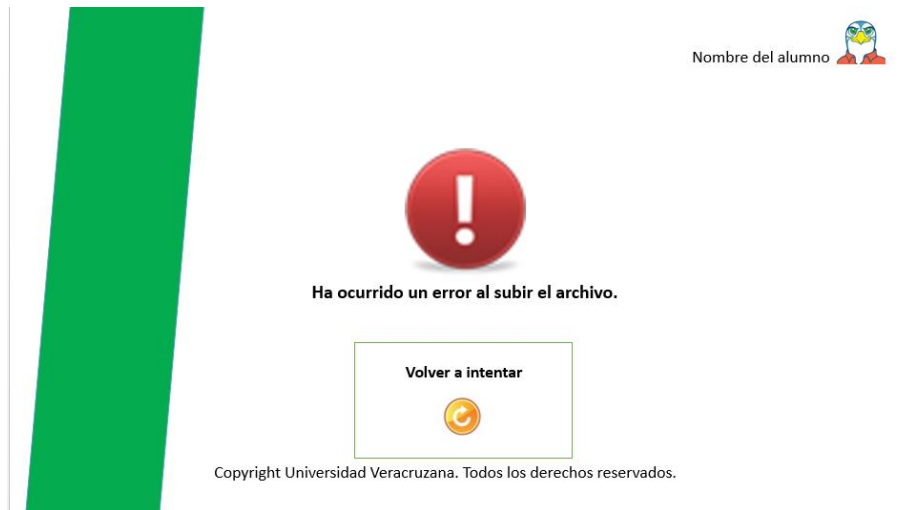 Nombre del alumno
Ha ocurrido un error al subir el archivo.
Volver a intentar
Copyright Universidad Veracruzana. Todos los derechos reservados.